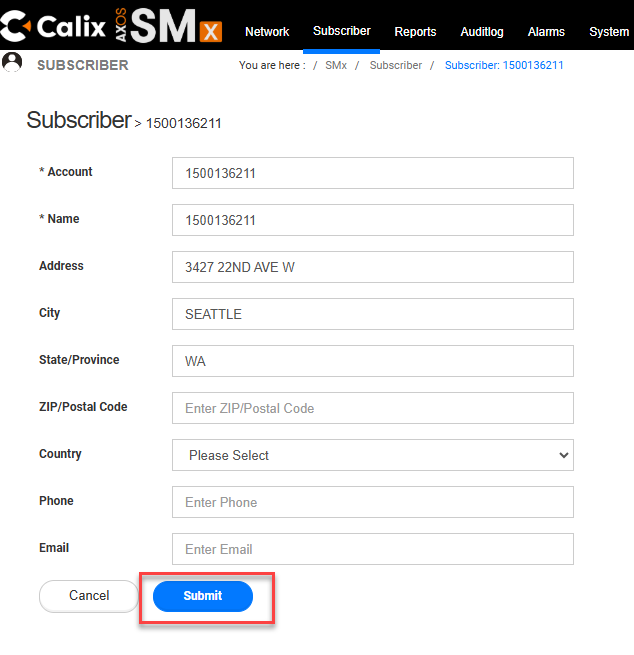 Calix AXOS SMx Network Subscriber Reports Auditlog Alarms System
SUBSCRIBER You are here : / SMx / Subscriber / Subscriber: 1500136211
Subscriber > 1500136211
* Account 1500136211
* Name 1500136211
Address 3427 22ND AVE W
City SEATTLE
State/Province WA
ZIP/Postal Code Enter ZIP/Postal Code
Country Please Select
Phone Enter Phone
Email Enter Email
Cancel Submit